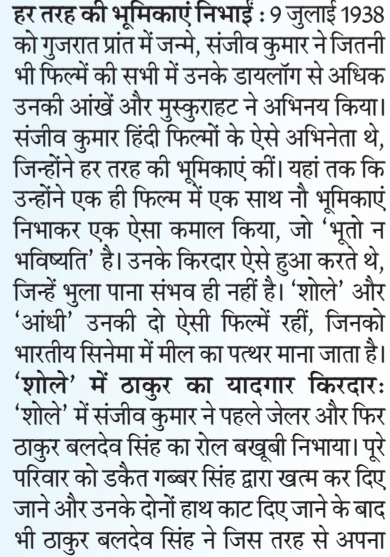 हर तरह की भूमिकाएं निभाईं : 9 जुलाई 1938
को गुजरात प्रांत में जन्मे, संजीव कुमार ने जितनी
भी फिल्में की सभी में उनके डायलॉग से अधिक
उनकी आंखें और मुस्कुराहट ने अभिनय किया।
संजीव कुमार हिंदी फिल्मों के ऐसे अभिनेता थे,
जिन्होंने हर तरह की भूमिकाएं कीं। यहां तक कि
उन्होंने एक ही फिल्म में एक साथ नौ भूमिकाएं
निभाकर एक ऐसा कमाल किया, जो ‘भूतो न
भविष्यति’ है। उनके किरदार ऐसे हुआ करते थे,
जिन्हें भुला पाना संभव ही नहीं है। ‘शोले’ और
‘आंधी’ उनकी दो ऐसी फिल्में रहीं, जिनको
भारतीय सिनेमा में मील का पत्थर माना जाता है।
‘शोले’ में ठाकुर का यादगार किरदार:
‘शोले’ में संजीव कुमार ने पहले जेलर और फिर
ठाकुर बलदेव सिंह का रोल बखूबी निभाया। पूरे
परिवार को डकैत गब्बर सिंह द्वारा खत्म कर दिए
जाने और उनके दोनों हाथ काट दिए जाने के बाद
भी ठाकुर बलदेव सिंह ने जिस तरह से अपना